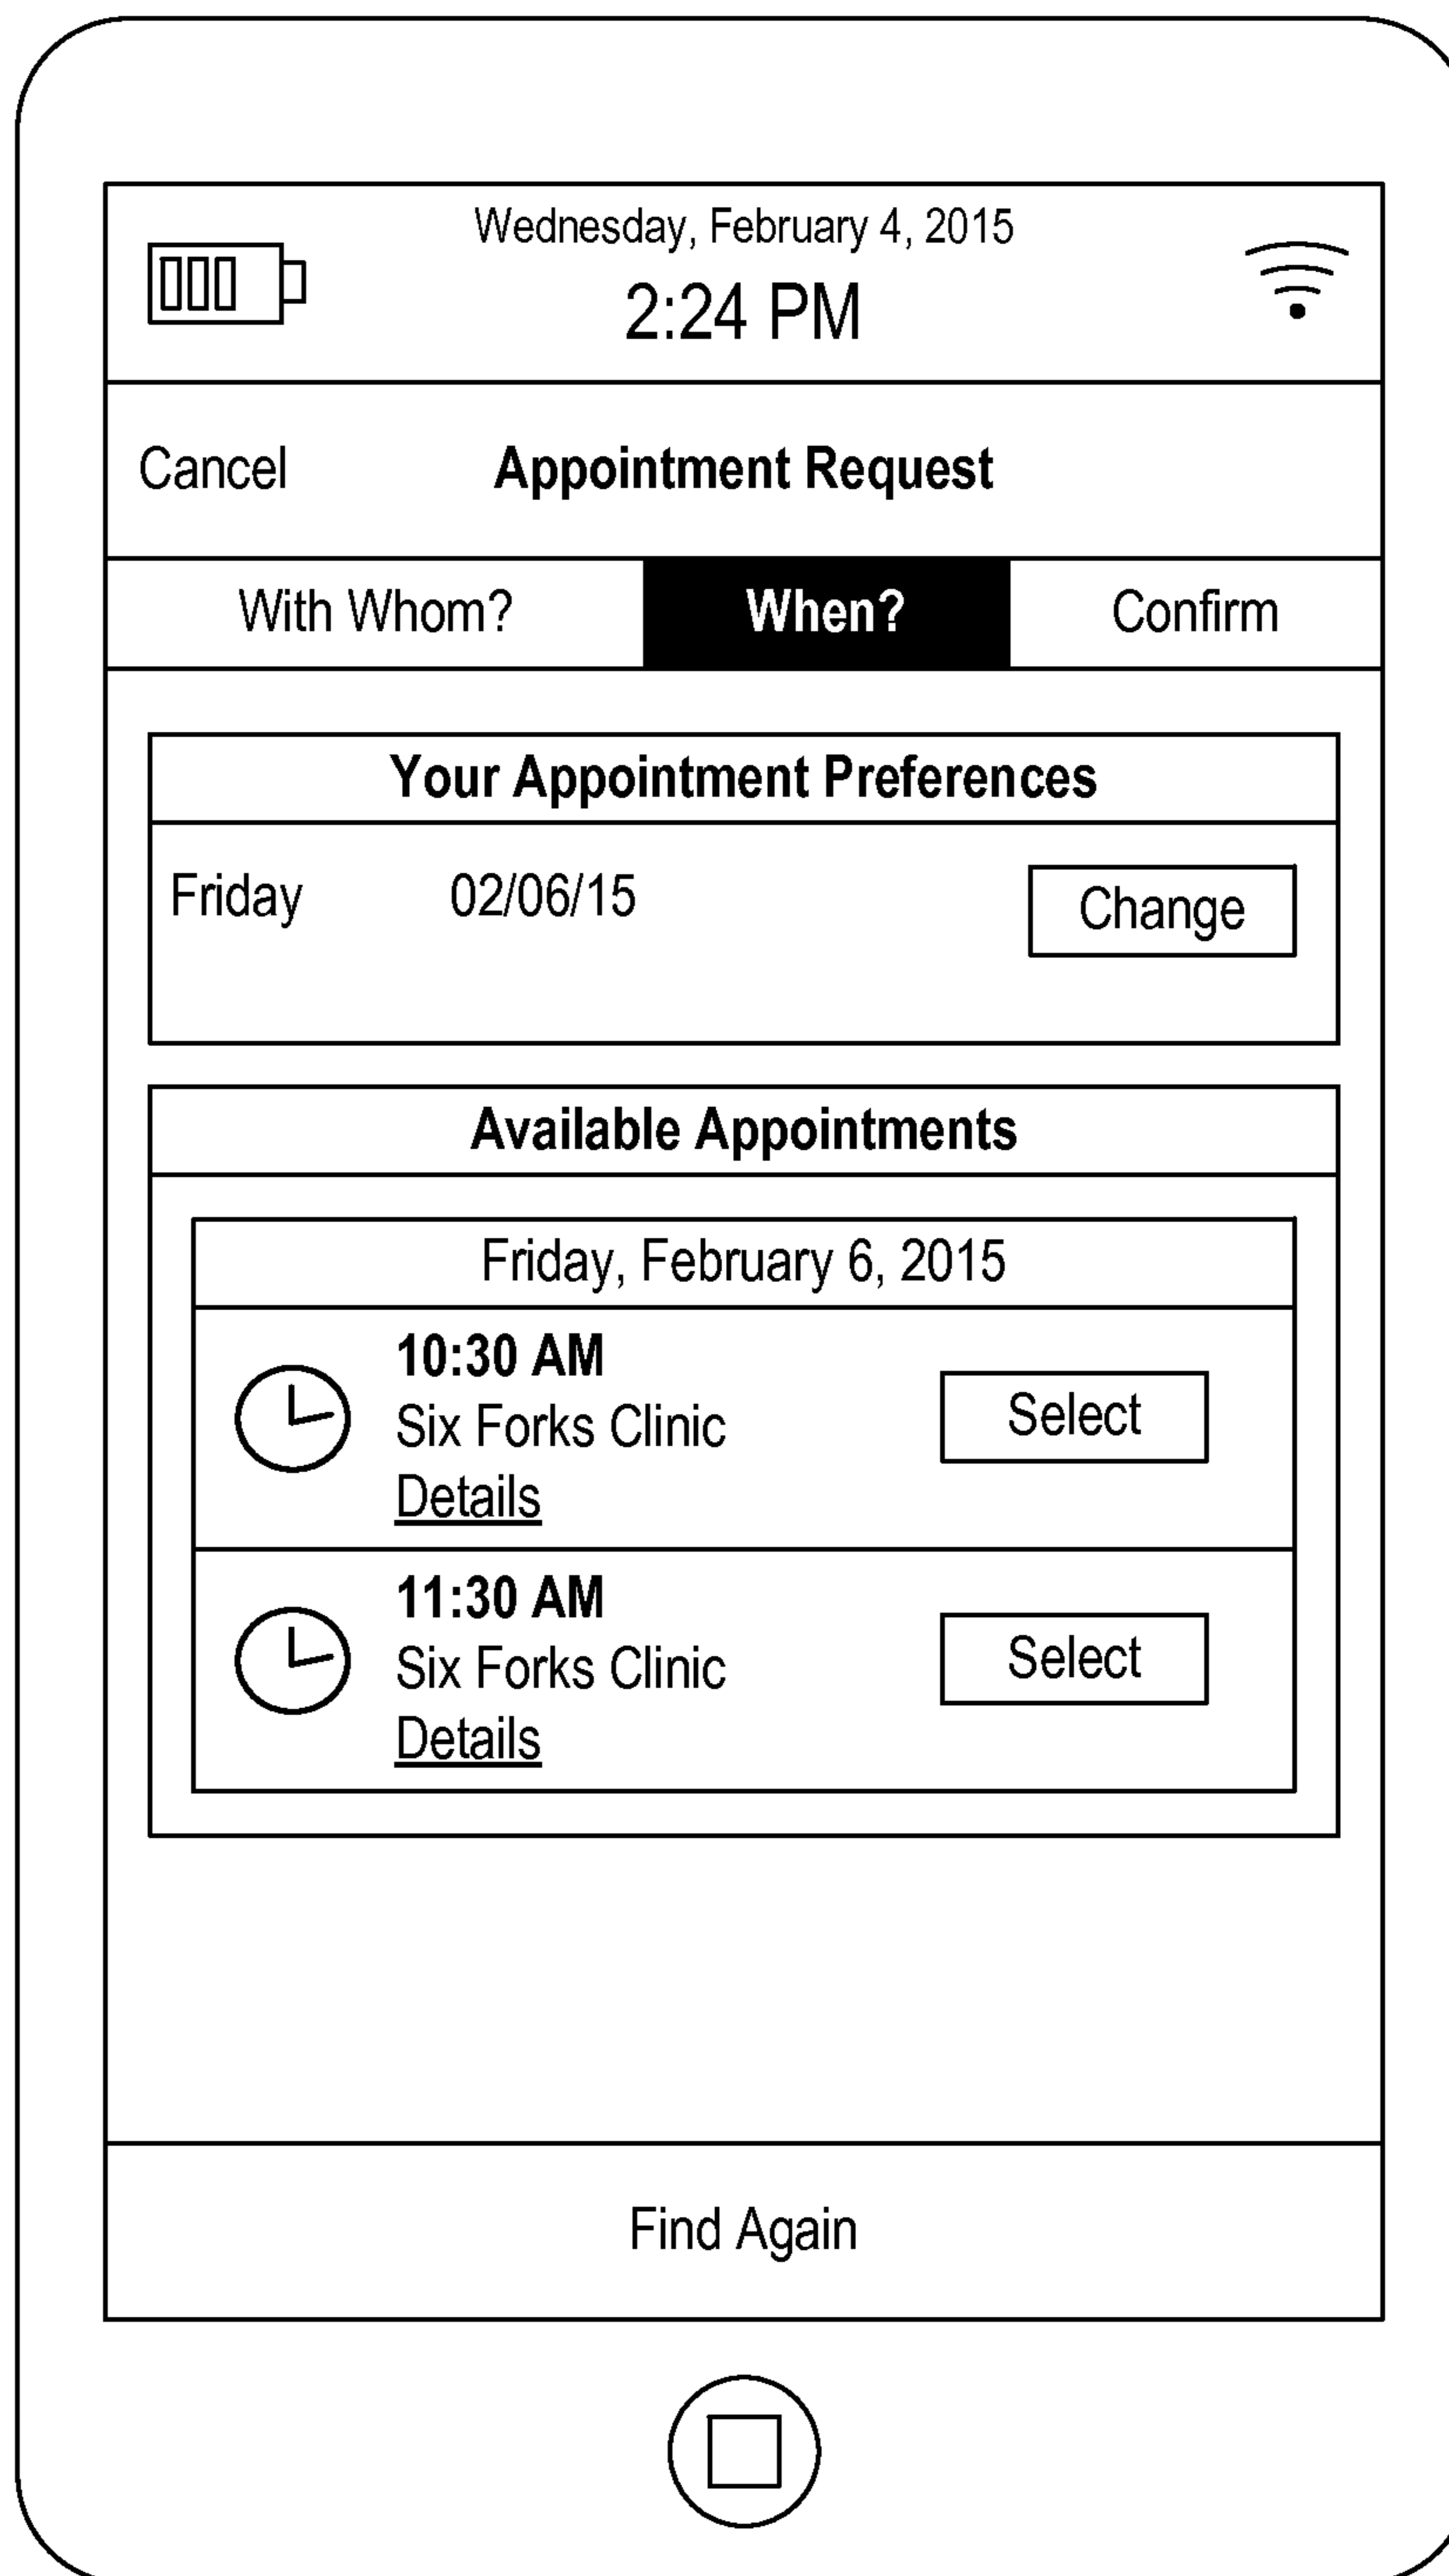 Wednesday, February 4, 2015
2:24 PM
Cancel Appointment Request
With Whom? When? Confirm
Your Appointment Preferences
Friday 02/06/15 Change
Available Appointments
Friday, February 6, 2015
10:30 AM
Six Forks Clinic Select
Details
11:30 AM
Six Forks Clinic Select
Details
Find Again